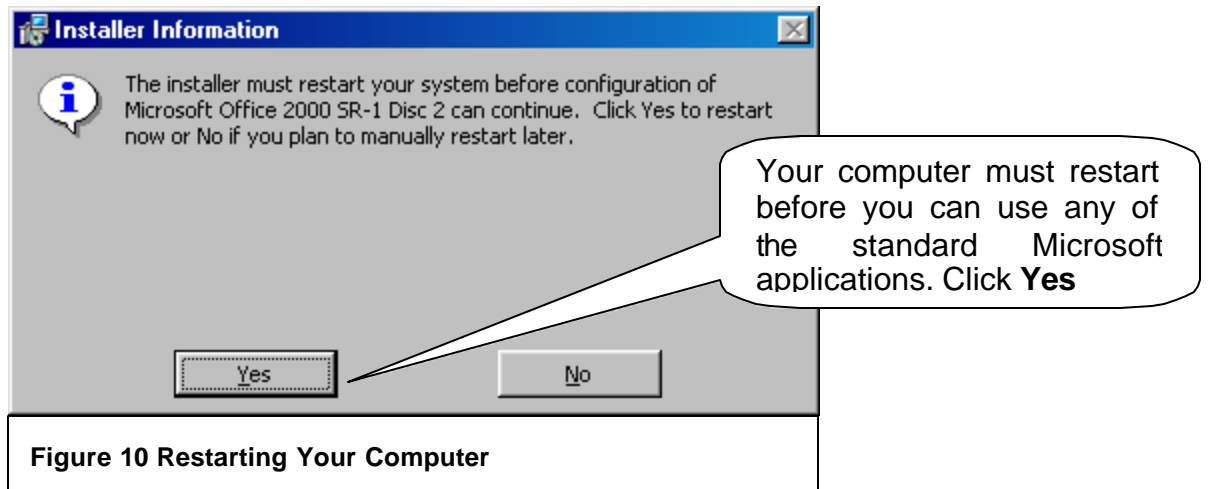 Installer Information
The installer must restart your system before configuration of
Microsoft Office 2000 SR-1 Disc 2 can continue.  Click Yes to restart
now or No if you plan to manually restart later.
Your computer must restart
before you can use any of
the standard Microsoft
applications. Click Yes
Yes
No
Figure 10 Restarting Your Computer